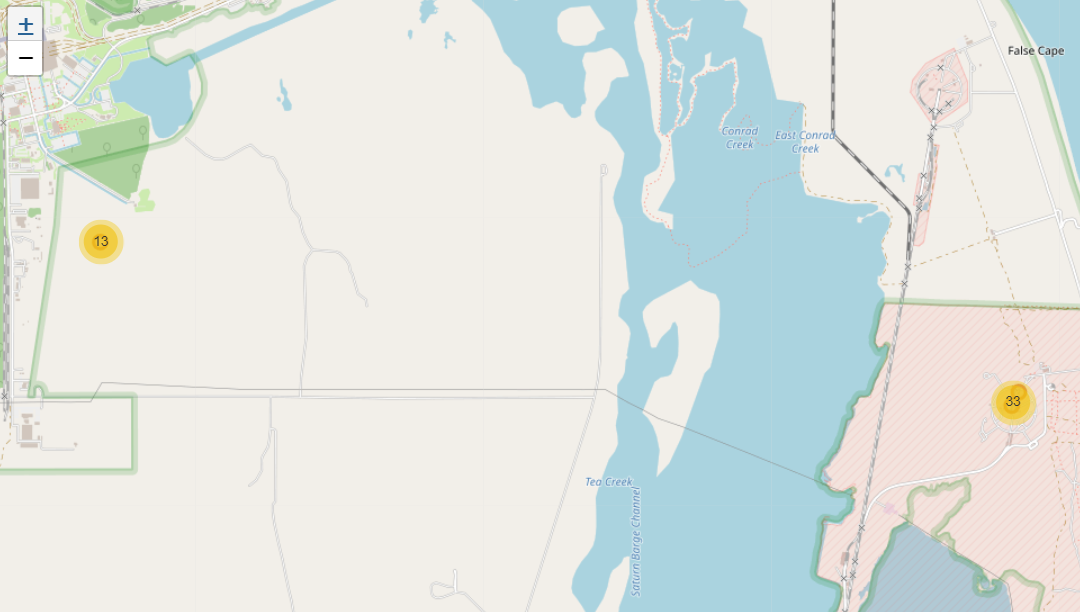 +
−
False Cape
Conrad
Creek
East Conrad
Creek
13
33
Tea Creek
Saturn Barge Channel